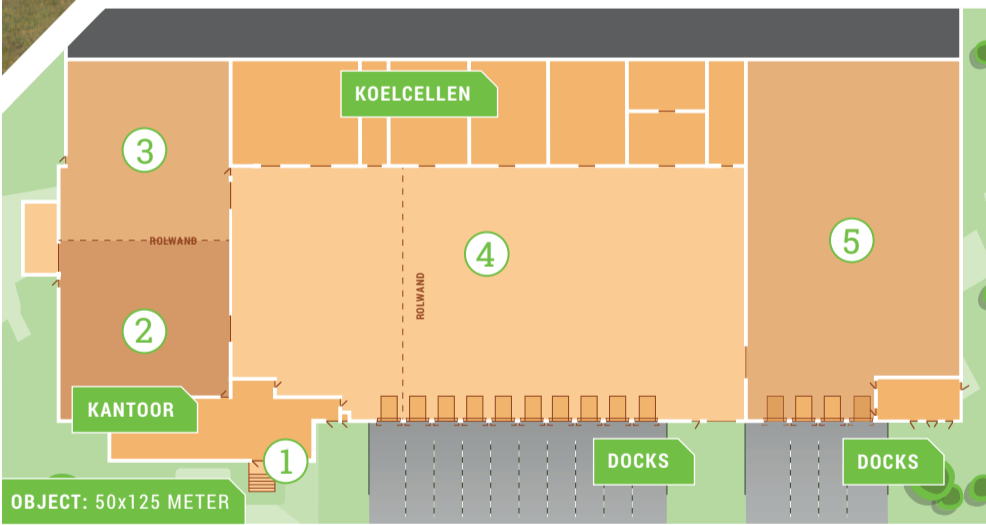 KOELCELLEN
3
ROLWAND
4
5
ROLWAND
2
KANTOOR
1
DOCKS
DOCKS
OBJECT: 50x125 METER